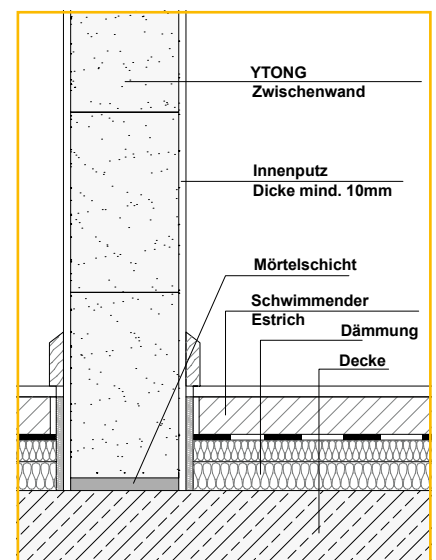 YTONG
Zwischenwand
Innenputz
Dicke mind. 10mm
Mörtelschicht
Schwimmender
Estrich
Dämmung
Decke